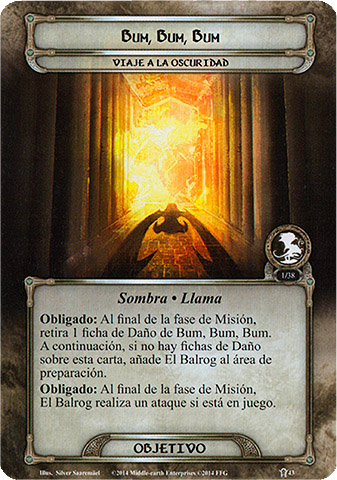 Bum, Bum, Bum
VIAJE A LA OSCURIDAD
1/38
Sombra • Llama
Obligado: Al final de la fase de Misión,
retira 1 ficha de Daño de Bum, Bum, Bum.
A continuación, si no hay fichas de Daño
sobre esta carta, añade El Balrog al área de
preparación.
Obligado: Al final de la fase de Misión,
El Balrog realiza un ataque si está en juego.
OBJETIVO
Illus. Silver Saaremäel ©2014 Middle-earth Enterprises ©2014 FFG 43